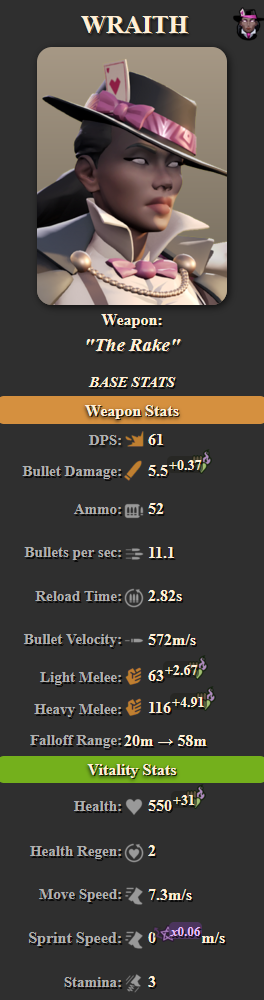 WRAITH
Weapon:
"The Rake"
BASE STATS
Weapon Stats
DPS: 61
Bullet Damage: 5.5+0.37
Ammo: 52
Bullets per sec: 11.1
Reload Time: 2.82s
Bullet Velocity: 572m/s
Light Melee: 63+2.67
Heavy Melee: 116+4.91
Falloff Range: 20m → 58m
Vitality Stats
Health: 550+31
Health Regen: 2
Move Speed: 7.3m/s
Sprint Speed: 0 x0.06 m/s
Stamina: 3